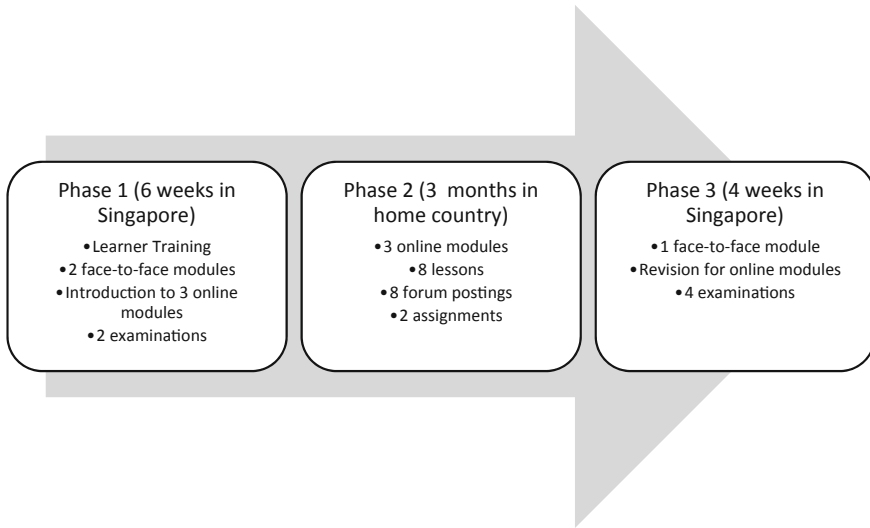 Phase 1 (6 weeks in
Singapore)
•Learner Training
•2 face-to-face modules
•Introduction to 3 online
modules
•2 examinations
Phase 2 (3 months in
home country)
•3 online modules
•8 lessons
•8 forum postings
•2 assignments
Phase 3 (4 weeks in
Singapore)
•1 face-to-face module
•Revision for online modules
•4 examinations